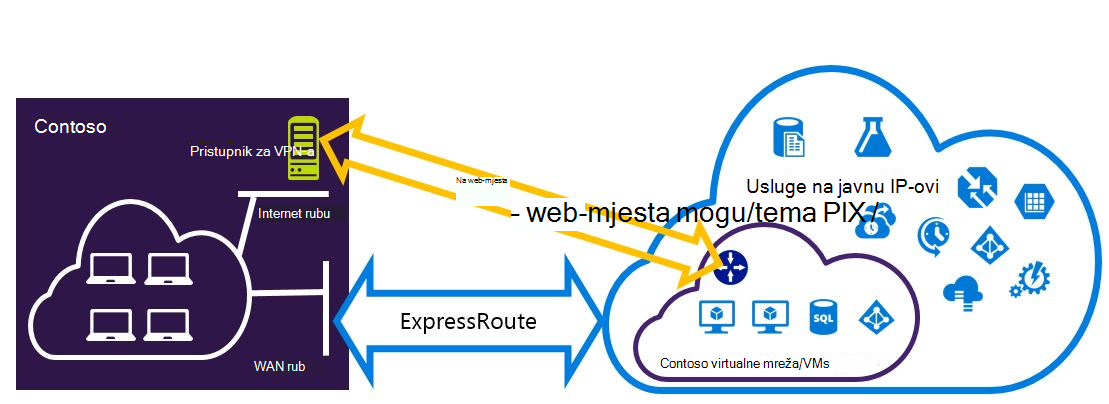 Contoso
Pristupnik za VPN-a
Internet rubu
WAN rub
Na web-mjesta
– web-mjesta mogu/tema PIX /
ExpressRoute
Usluge na javnu IP-ovi
SQL
Contoso virtualne mreža/VMs